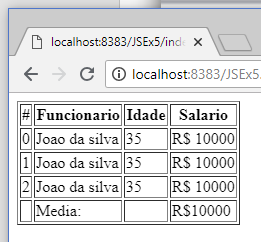 localhost:8383/JSEx5/inde
localhost:8383/JSEx5
# Funcionario Idade Salario
0 Joao da silva 35 R$ 10000
1 Joao da silva 35 R$ 10000
2 Joao da silva 35 R$ 10000
Media: R$10000